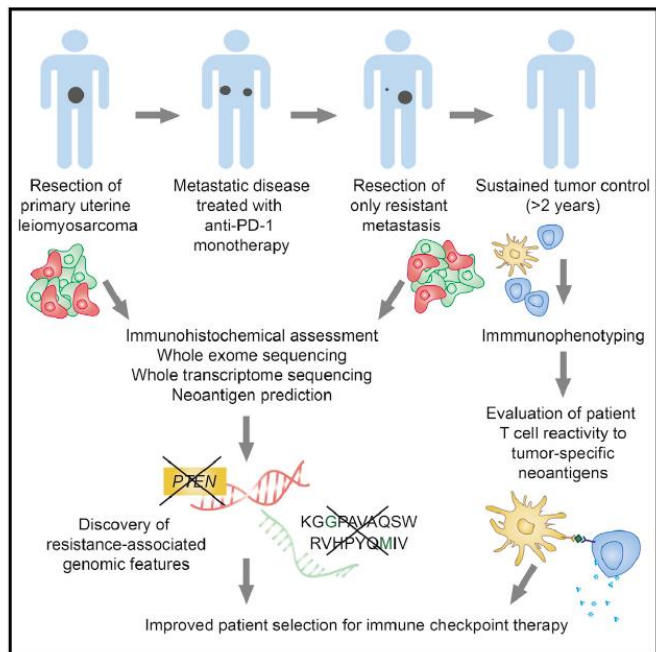 Resection of
primary uterine
leiomyosarcoma
Metastatic disease
treated with
anti-PD-1
monotherapy
Resection of
only resistant
metastasis
Sustained tumor control
(>2 years)
Immunohistochemical assessment
Whole exome sequencing
Whole transcriptome sequencing
Neoantigen prediction
Immmunophenotyping
Evaluation of patient
T cell reactivity to
tumor-specific
neoantigens
PTEN
KGGPAVAQSW
RVHPYQMIV
Discovery of
resistance-associated
genomic features
Improved patient selection for immune checkpoint therapy